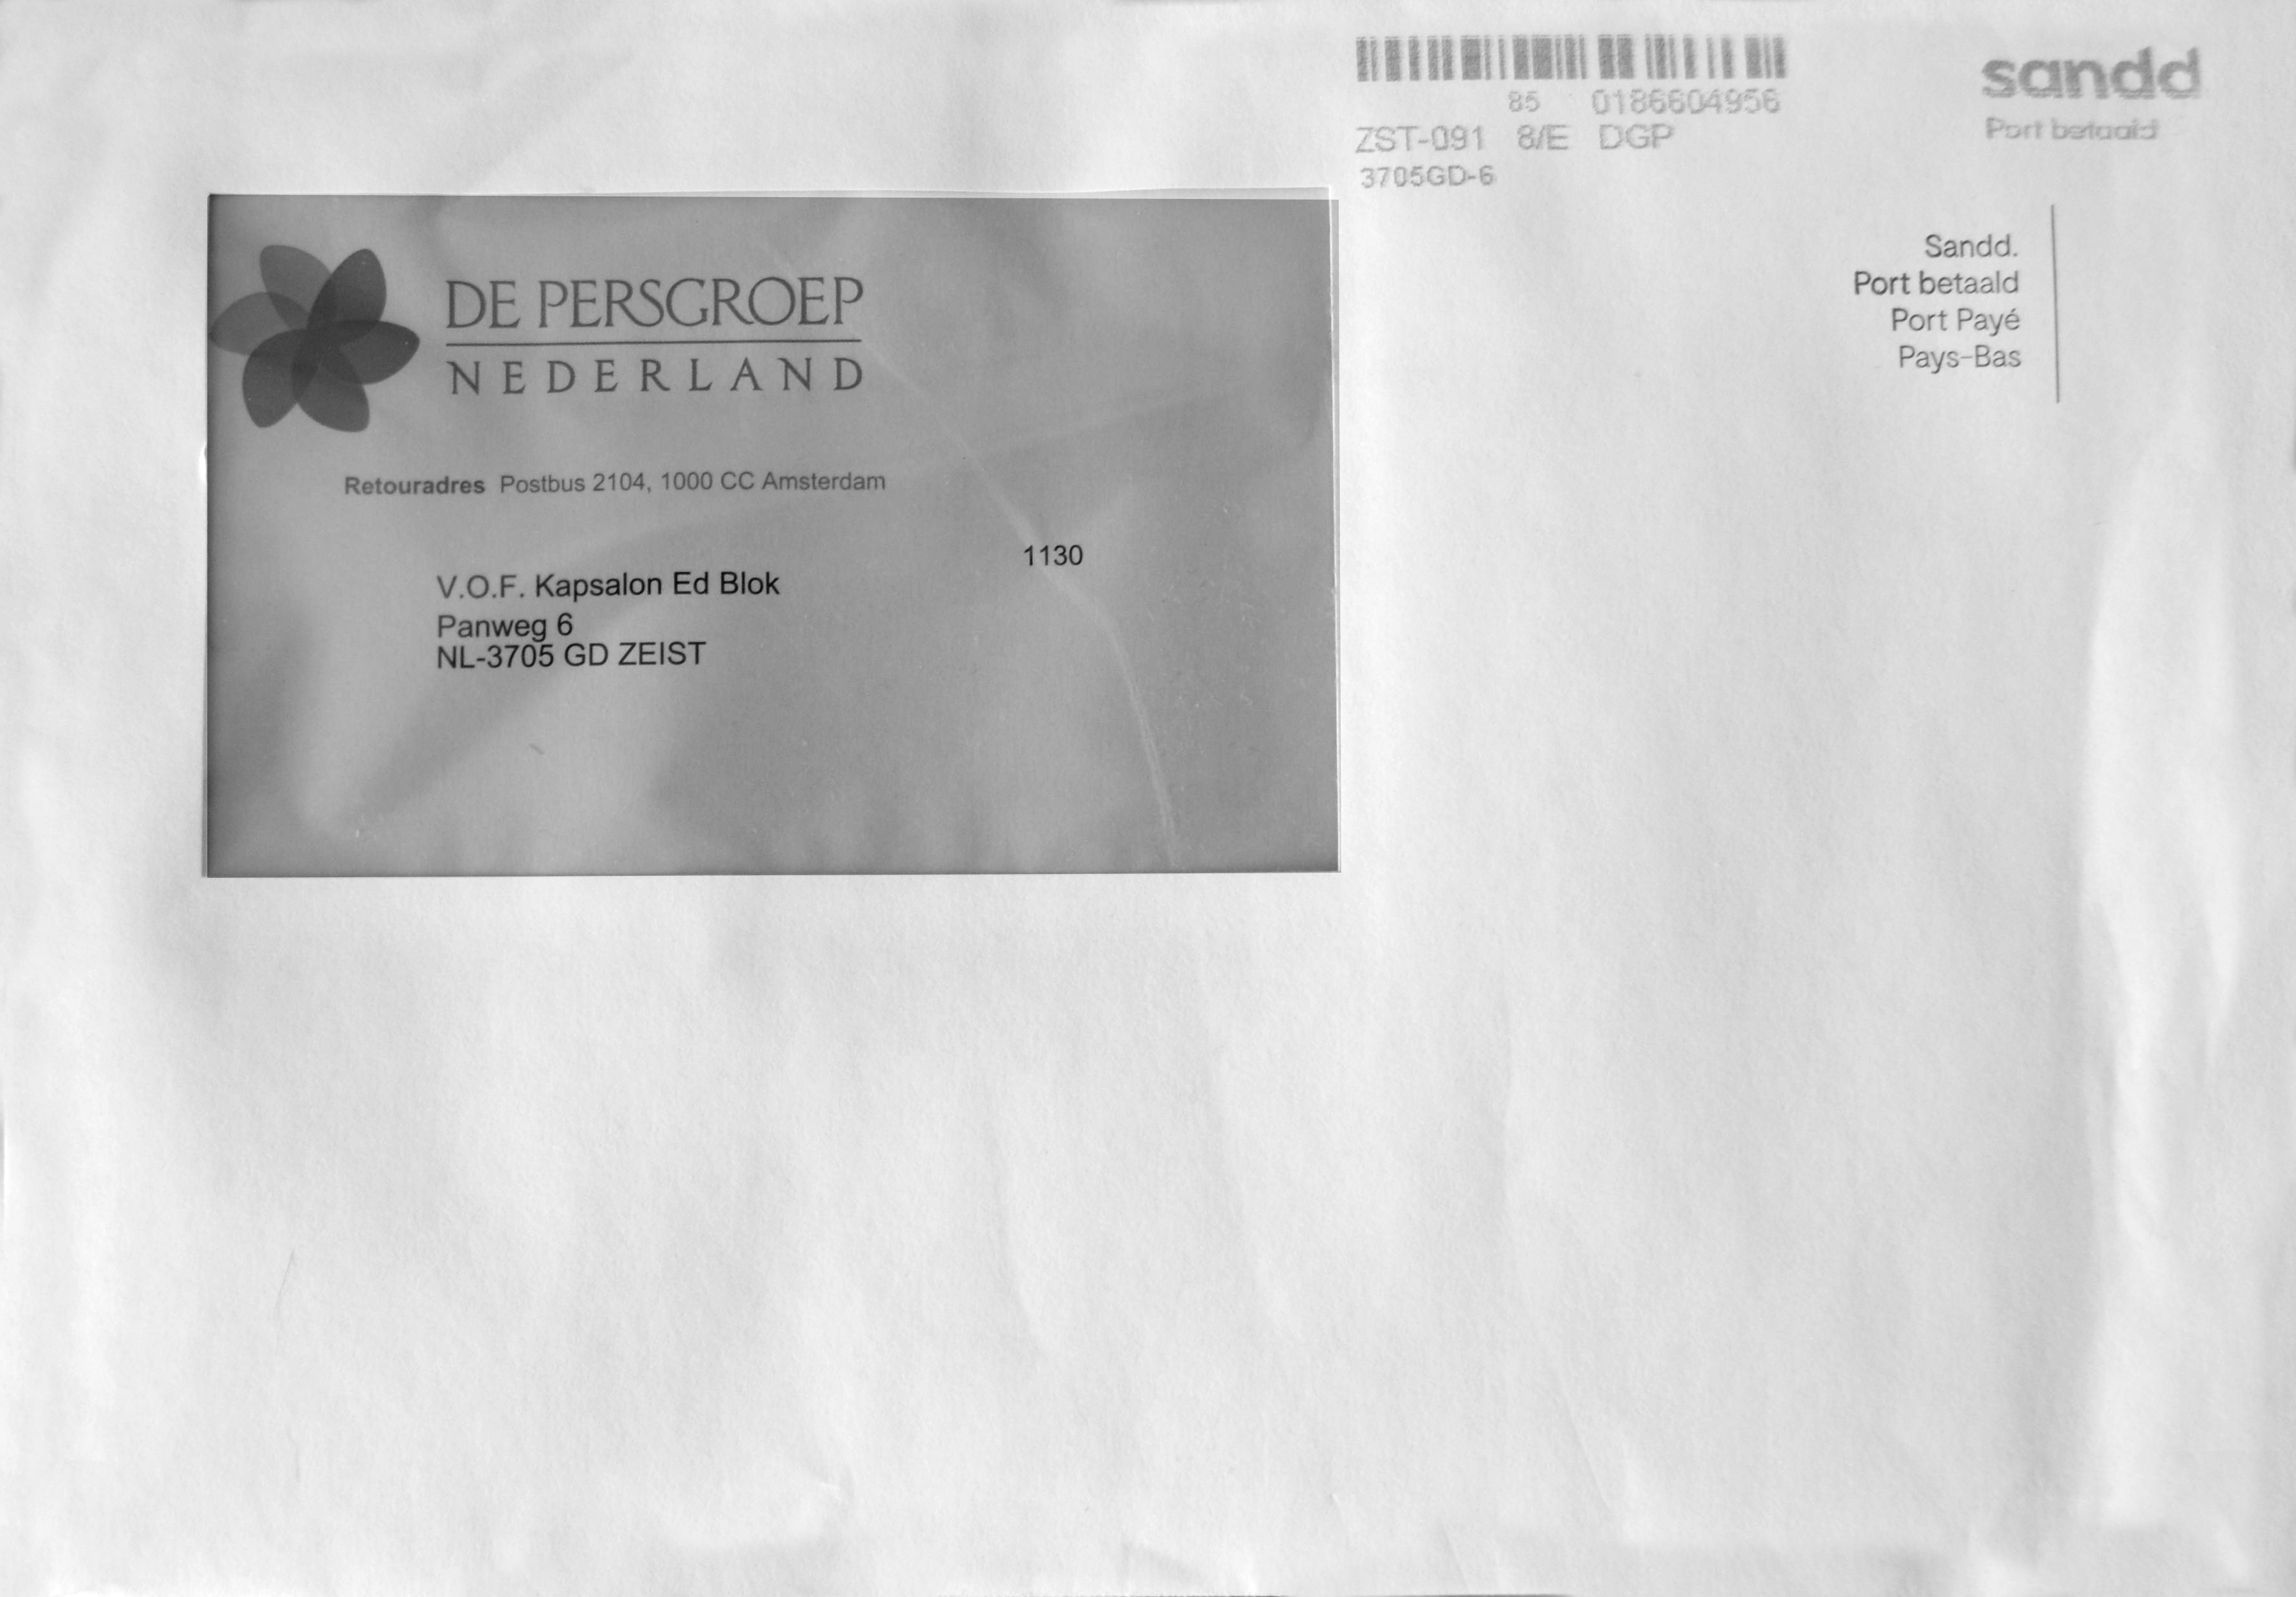 85 0186604956
ZST-091 8/E DGP
3705GD-6
sandd
Port betaald
Sandd.
Port betaald
Port Payé
Pays-Bas
DE PERSGROEP
NEDERLAND
Retouradres Postbus 2104, 1000 CC Amsterdam
1130
V.O.F. Kapsalon Ed Blok
Panweg 6
NL-3705 GD ZEIST